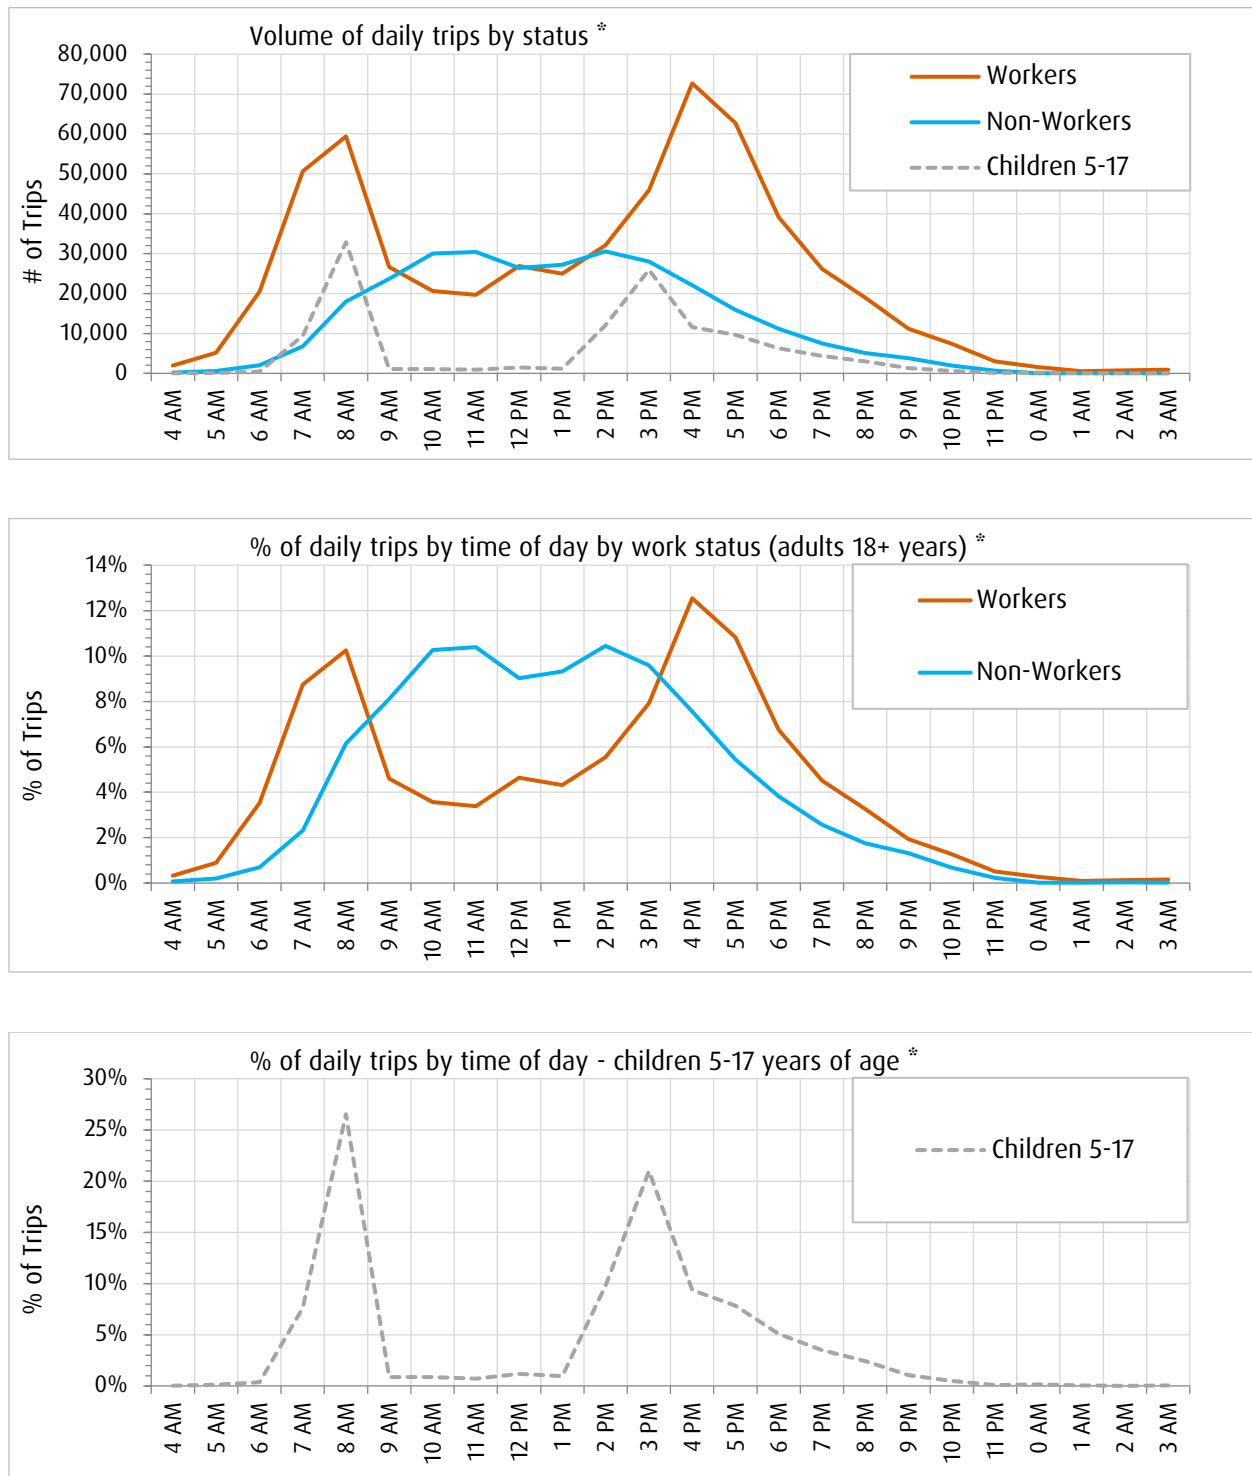 Volume of daily trips by status *
80,000
70,000
60,000
50,000
40,000
30,000
20,000
10,000
0
# of Trips
Workers
Non-Workers
Children 5-17
4 AM
5 AM
6 AM
7 AM
8 AM
9 AM
10 AM
11 AM
12 PM
1 PM
2 PM
3 PM
4 PM
5 PM
6 PM
7 PM
8 PM
9 PM
10 PM
11 PM
0 AM
1 AM
2 AM
3 AM
% of daily trips by time of day by work status (adults 18+ years) *
14%
12%
10%
8%
6%
4%
2%
0%
% of Trips
Workers
Non-Workers
4 AM
5 AM
6 AM
7 AM
8 AM
9 AM
10 AM
11 AM
12 PM
1 PM
2 PM
3 PM
4 PM
5 PM
6 PM
7 PM
8 PM
9 PM
10 PM
11 PM
0 AM
1 AM
2 AM
3 AM
% of daily trips by time of day - children 5-17 years of age *
30%
25%
20%
15%
10%
5%
0%
% of Trips
Children 5-17
4 AM
5 AM
6 AM
7 AM
8 AM
9 AM
10 AM
11 AM
12 PM
1 PM
2 PM
3 PM
4 PM
5 PM
6 PM
7 PM
8 PM
9 PM
10 PM
11 PM
0 AM
1 AM
2 AM
3 AM